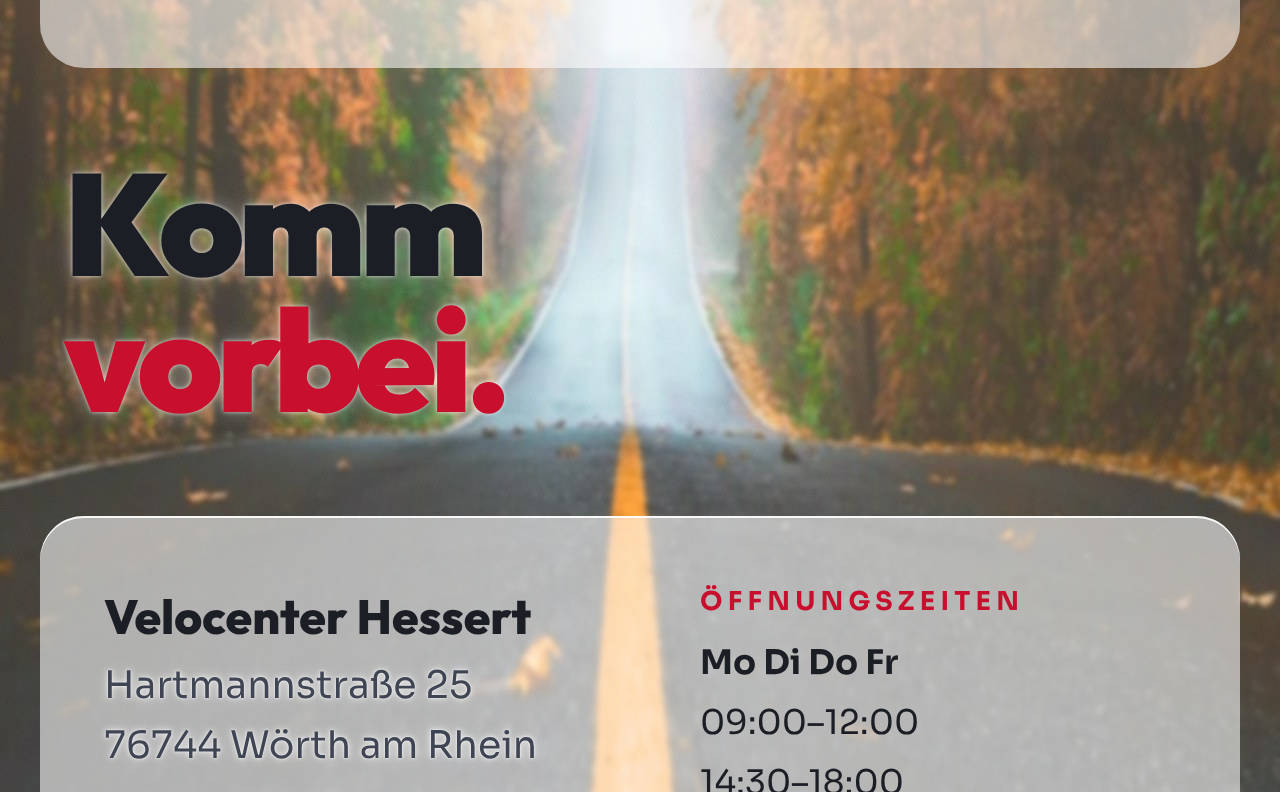 Komm
vorbei.
Velocenter Hessert
Hartmannstraße 25
76744 Wörth am Rhein
ÖFFNUNGSZEITEN
Mo Di Do Fr
09:00–12:00
14:30–18:00